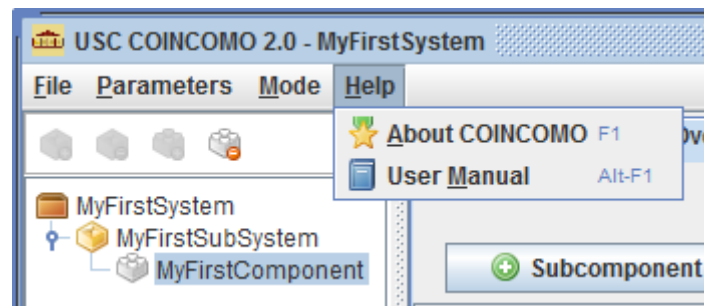 USC COINCOMO 2.0 - MyFirstSystem
File Parameters Mode Help
About COINCOMO F1
User Manual Alt-F1
MyFirstSystem
MyFirstSubSystem
MyFirstComponent
Subcomponent